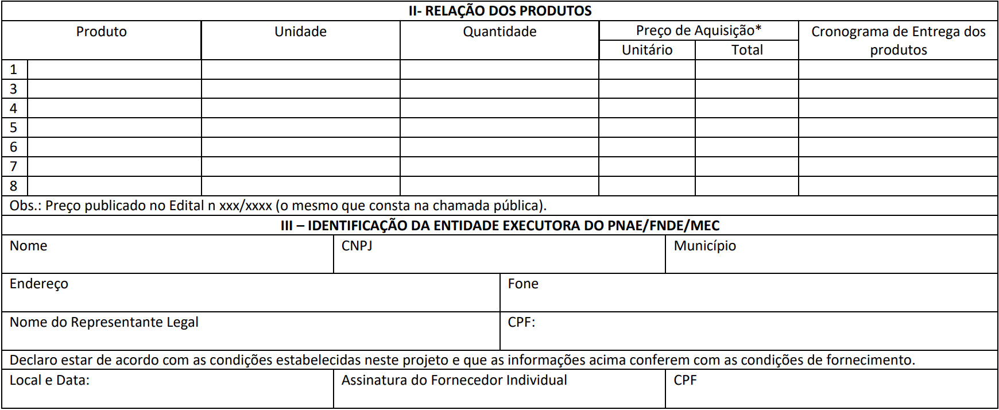 II- RELAÇÃO DOS PRODUTOS
Produto Unidade Quantidade Preço de Aquisição* Cronograma de Entrega dos produtos
Unitário Total
1
3
4
5
6
7
8
Obs.: Preço publicado no Edital n xxx/xxxx (o mesmo que consta na chamada pública).
III – IDENTIFICAÇÃO DA ENTIDADE EXECUTORA DO PNAE/FNDE/MEC
Nome CNPJ Município
Endereço Fone
Nome do Representante Legal CPF:
Declaro estar de acordo com as condições estabelecidas neste projeto e que as informações acima conferem com as condições de fornecimento.
Local e Data: Assinatura do Fornecedor Individual CPF